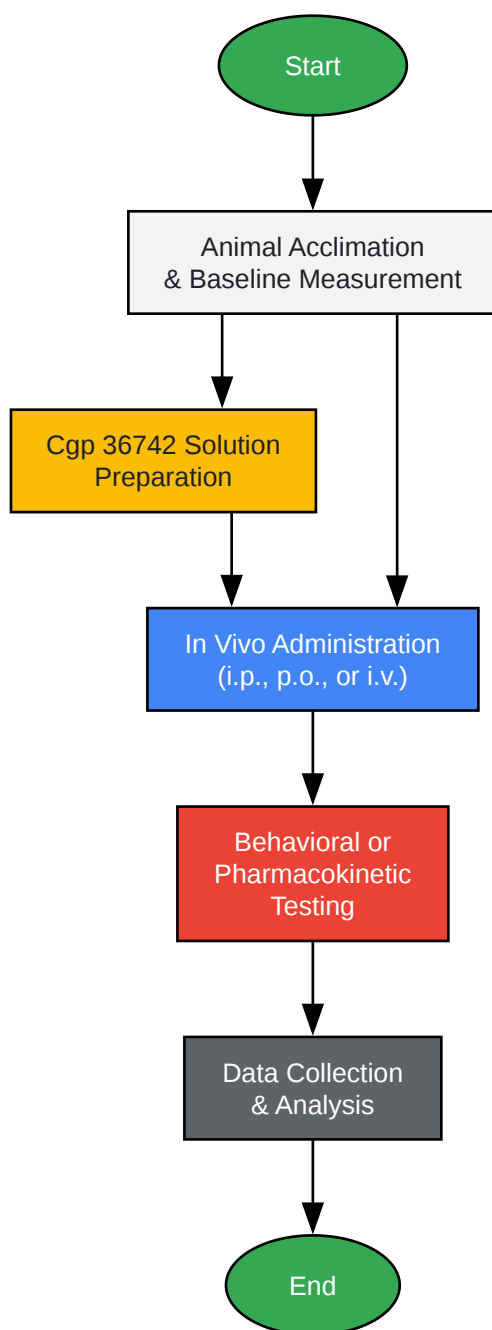 Start
Animal Acclimation
& Baseline Measurement
Cgp 36742 Solution
Preparation
In Vivo Administration
(i.p., p.o., or i.v.)
Behavioral or
Pharmacokinetic
Testing
Data Collection
& Analysis
End